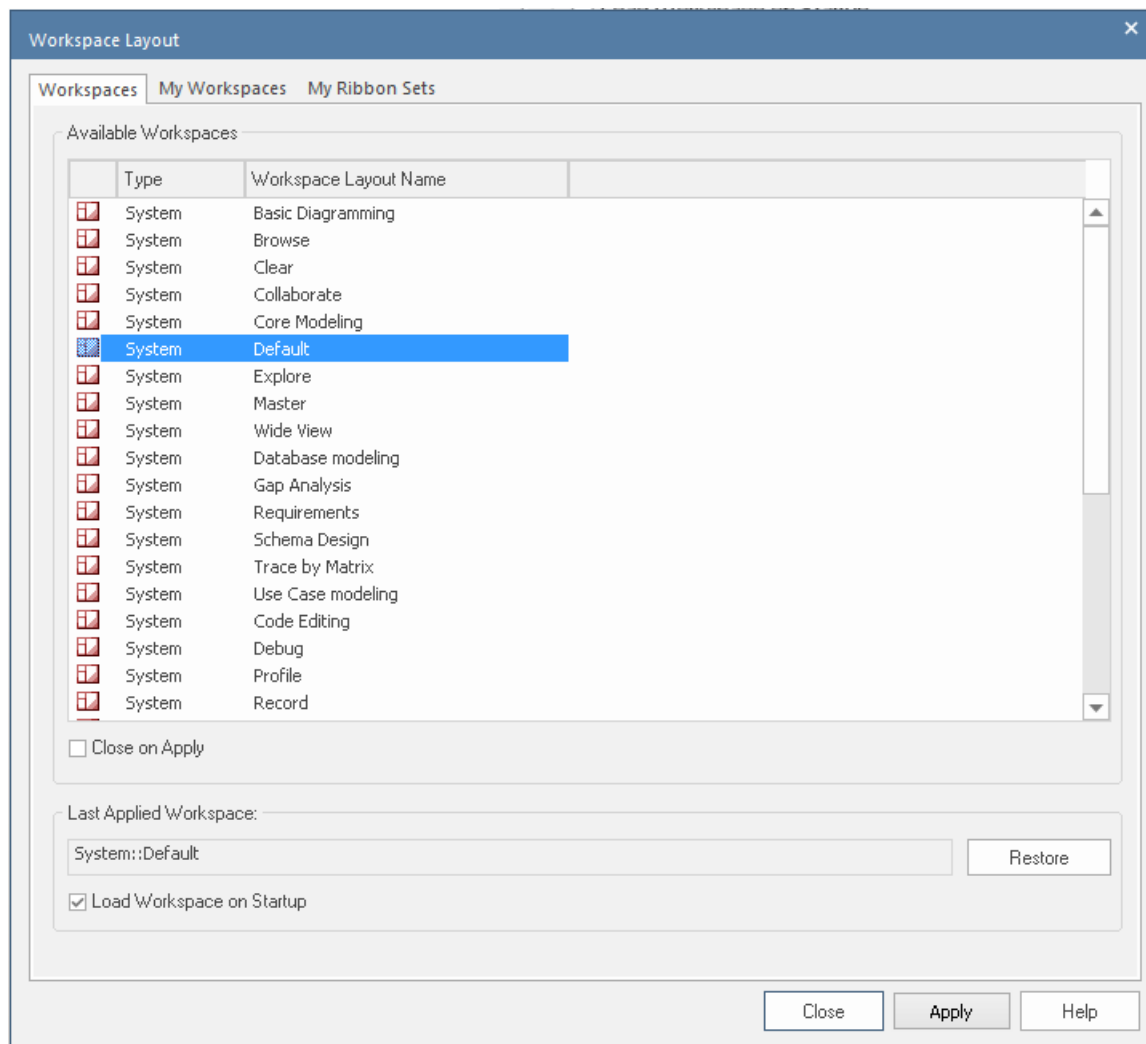 Workspace Layout
Workspaces My Workspaces My Ribbon Sets
Available Workspaces
Type Workspace Layout Name
System Basic Diagramming
System Browse
System Clear
System Collaborate
System Core Modeling
System Default
System Explore
System Master
System Wide View
System Database modeling
System Gap Analysis
System Requirements
System Schema Design
System Trace by Matrix
System Use Case modeling
System Code Editing
System Debug
System Profile
System Record
Close on Apply
Last Applied Workspace:
System::Default
Restore
Load Workspace on Startup
Close Apply Help